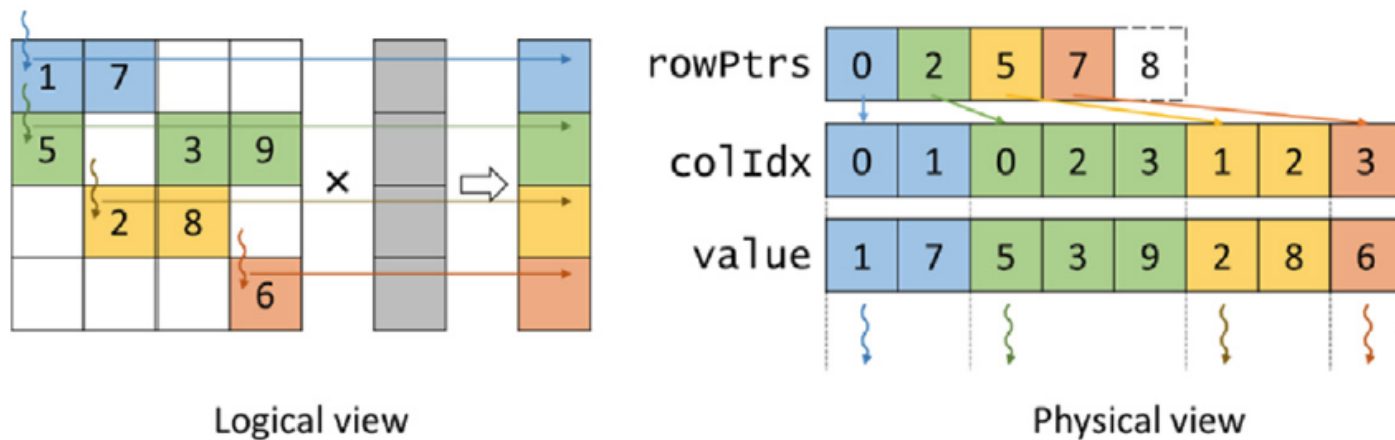 1 7
5 3 9
2 8
6
×
Logical view
rowPtrs 0 2 5 7 8
colIdx 0 1 0 2 3 1 2 3
value 1 7 5 3 9 2 8 6
Physical view